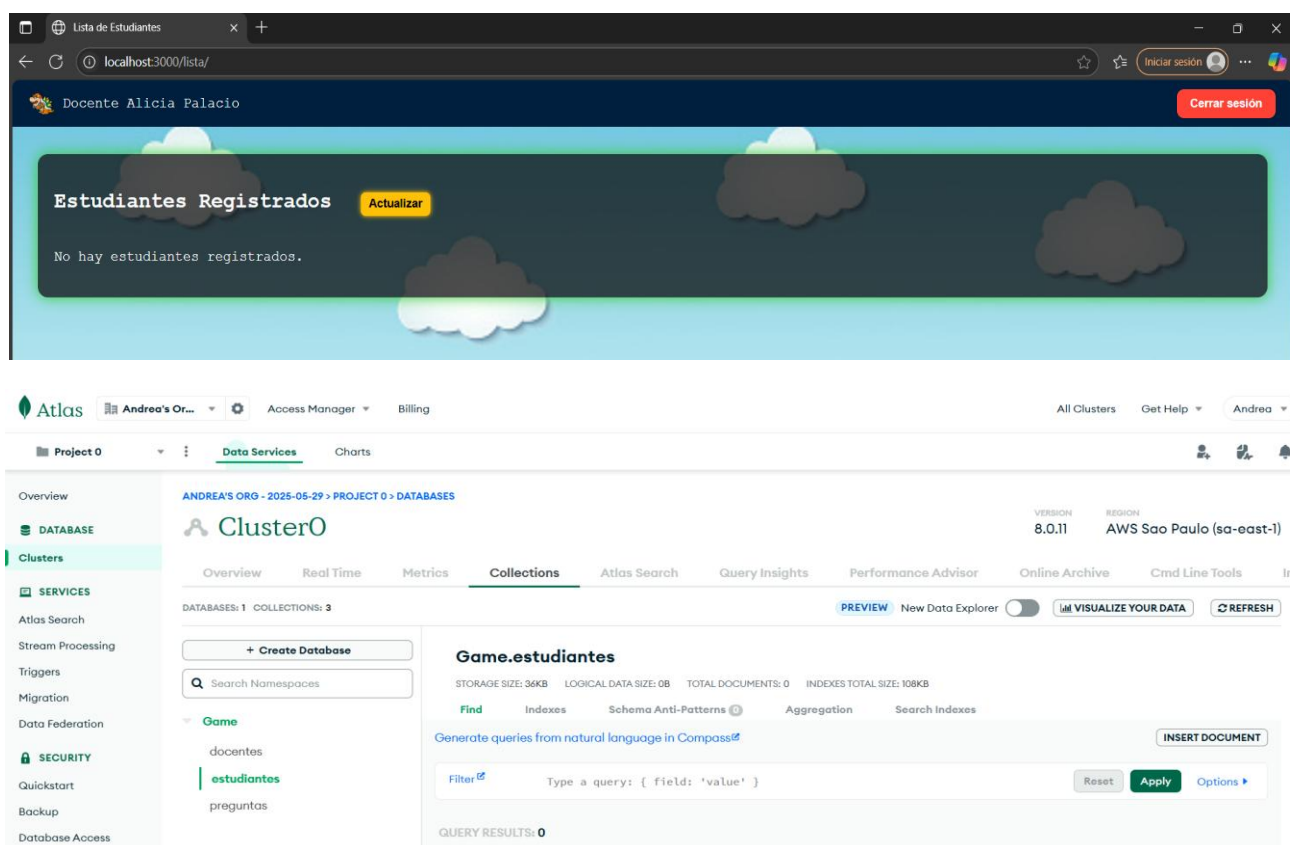 Lista de Estudiantes
localhost:3000/lista/
Iniciar sesión
Docente Alicia Palacio
Cerrar sesión
Estudiantes Registrados Actualizar
No hay estudiantes registrados.
Atlas Andrea's Or... Access Manager Billing All Clusters Get Help Andrea
Project 0 Data Services Charts
Overview
DATABASE
Clusters
SERVICES
Atlas Search
Stream Processing
Triggers
Migration
Data Federation
SECURITY
Quickstart
Backup
Database Access
ANDREA'S ORG - 2025-05-29 > PROJECT 0 > DATABASES
Cluster0
VERSION REGION
8.0.11 AWS Sao Paulo (sa-east-1)
Overview Real Time Metrics Collections Atlas Search Query Insights Performance Advisor Online Archive Cmd Line Tools
DATABASES: 1 COLLECTIONS: 3
PREVIEW New Data Explorer VISUALIZE YOUR DATA REFRESH
+ Create Database
Search Namespaces
Game
docentes
estudiantes
preguntas
Game.estudiantes
STORAGE SIZE: 36KB LOGICAL DATA SIZE: 0B TOTAL DOCUMENTS: 0 INDEXES TOTAL SIZE: 108KB
Find Indexes Schema Anti-Patterns 0 Aggregation Search Indexes
Generate queries from natural language in Compass
INSERT DOCUMENT
Filter Type a query: { field: 'value' } Reset Apply Options
QUERY RESULTS: 0